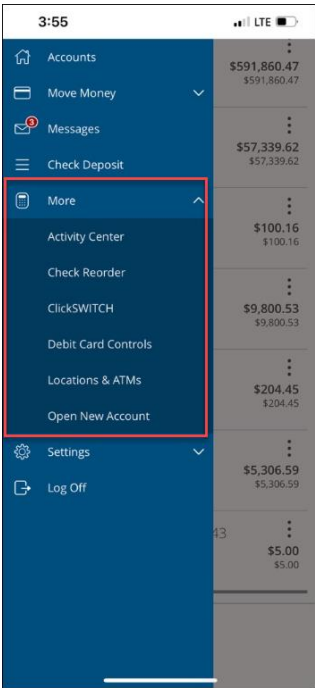 3:55
LTE
Accounts
Move Money
3
Messages
Check Deposit
More
Activity Center
Check Reorder
ClickSWITCH
Debit Card Controls
Locations & ATMs
Open New Account
Settings
Log Off
$591,860.47
$591,860.47
$57,339.62
$57,339.62
$100.16
$100.16
$9,800.53
$9,800.53
$204.45
$204.45
$5,306.59
$5,306.59
43
$5.00
$5.00